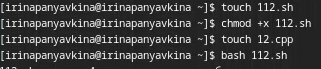 [irinapanyavkina@irinapanyavkina ~]$ touch 112.sh
[irinapanyavkina@irinapanyavkina ~]$ chmod +x 112.sh
[irinapanyavkina@irinapanyavkina ~]$ touch 12.cpp
[irinapanyavkina@irinapanyavkina ~]$ bash 112.sh